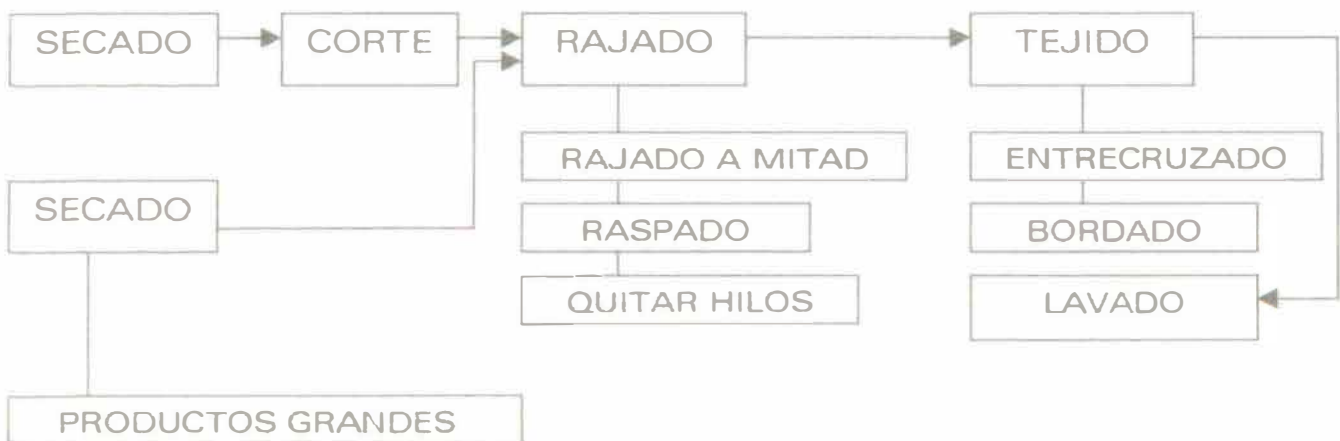 SECADO
CORTE
RAJADO
TEJIDO
RAJADO A MITAD
ENTRECRUZADO
SECADO
RASPADO
BORDADO
QUITAR HILOS
LAVADO
PRODUCTOS GRANDES